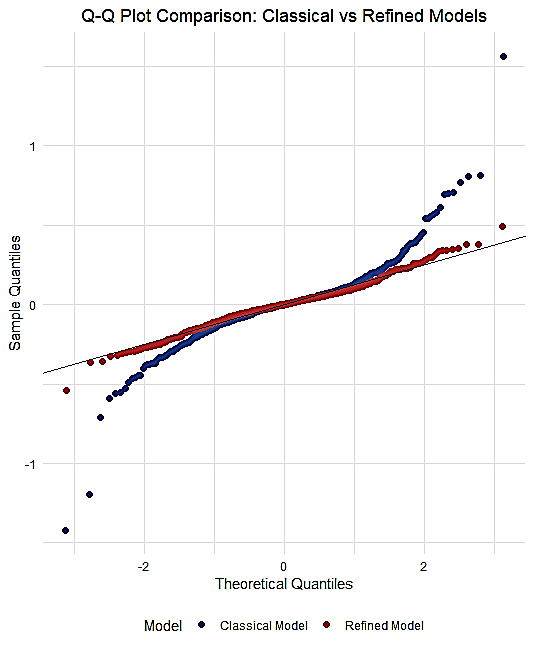 Q-Q Plot Comparison: Classical vs Refined Models
Sample Quantiles
1
0
-1
-2 0 2
Theoretical Quantiles
Model Classical Model Refined Model